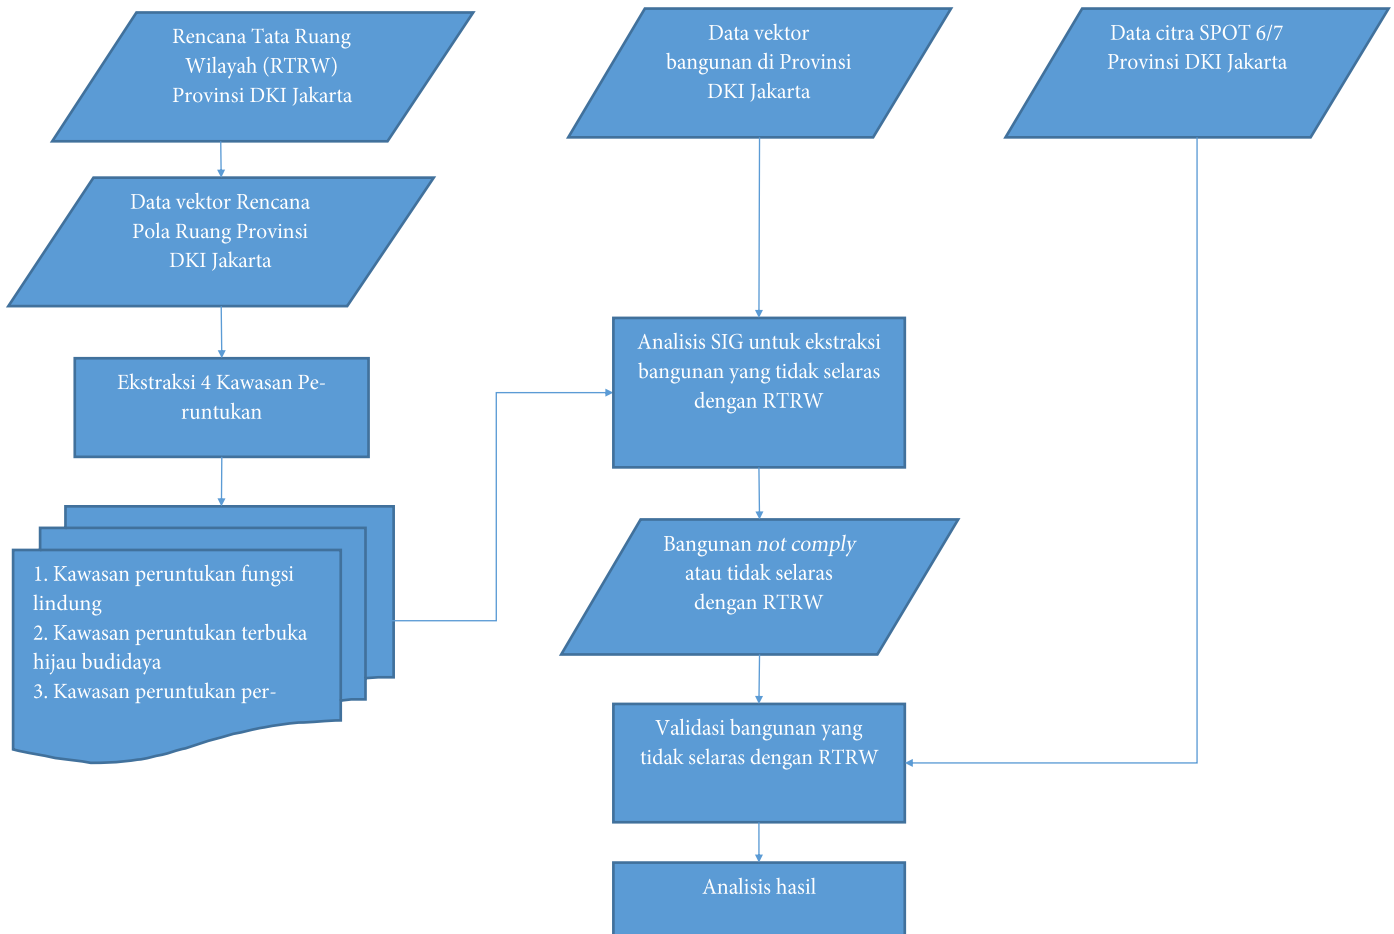 Rencana Tata Ruang
Wilayah (RTRW)
Provinsi DKI Jakarta
Data vektor
bangunan di Provinsi
DKI Jakarta
Data citra SPOT 6/7
Provinsi DKI Jakarta
Data vektor Rencana
Pola Ruang Provinsi
DKI Jakarta
Ekstraksi 4 Kawasan Pe-
runtukan
1. Kawasan peruntukan fungsi
lindung
2. Kawasan peruntukan terbuka
hijau budidaya
3. Kawasan peruntukan per-
Analisis SIG untuk ekstraksi
bangunan yang tidak selaras
dengan RTRW
Bangunan not comply
atau tidak selaras
dengan RTRW
Validasi bangunan yang
tidak selaras dengan RTRW
Analisis hasil